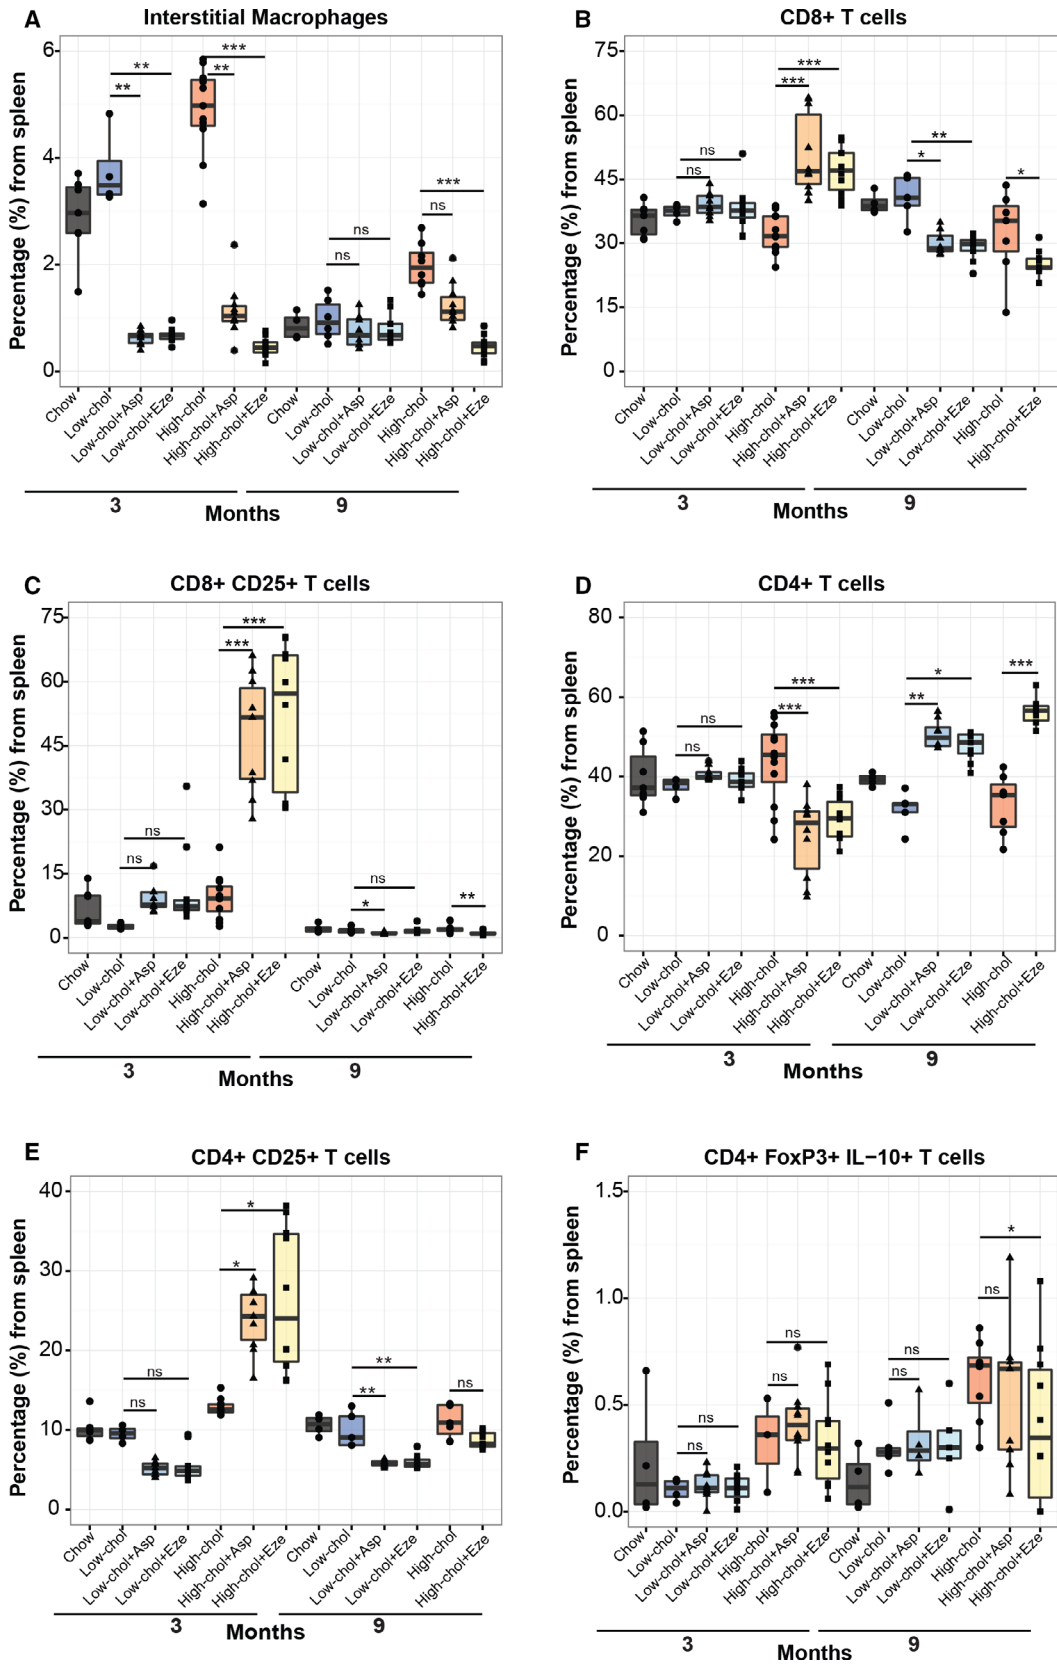 A
Interstitial Macrophages
Percentage (%) from spleen
6
4
2
0
**
**
***
**
ns
ns
***
ns
Chow
Low-chol
Low-chol+Asp
Low-chol+Eze
High-chol
High-chol+Asp
High-chol+Eze
Chow
Low-chol
Low-chol+Asp
Low-chol+Eze
High-chol
High-chol+Asp
High-chol+Eze
3
9
Months
B
CD8+ T cells
Percentage (%) from spleen
75
60
45
30
15
0
ns
ns
***
***
**
*
*
Chow
Low-chol
Low-chol+Asp
Low-chol+Eze
High-chol
High-chol+Asp
High-chol+Eze
Chow
Low-chol
Low-chol+Asp
Low-chol+Eze
High-chol
High-chol+Eze
3
9
Months
C
CD8+ CD25+ T cells
Percentage (%) from spleen
75
60
45
30
15
0
ns
ns
***
***
ns
*
**
Chow
Low-chol
Low-chol+Asp
Low-chol+Eze
High-chol
High-chol+Asp
High-chol+Eze
Chow
Low-chol
Low-chol+Asp
Low-chol+Eze
High-chol
High-chol+Eze
3
9
Months
D
CD4+ T cells
Percentage (%) from spleen
80
60
40
20
0
ns
ns
***
***
*
**
***
Chow
Low-chol
Low-chol+Asp
Low-chol+Eze
High-chol
High-chol+Asp
High-chol+Eze
Chow
Low-chol
Low-chol+Asp
Low-chol+Eze
High-chol
High-chol+Eze
3
9
Months
E
CD4+ CD25+ T cells
Percentage (%) from spleen
40
30
20
10
0
ns
ns
*
*
**
**
ns
Chow
Low-chol
Low-chol+Asp
Low-chol+Eze
High-chol
High-chol+Asp
High-chol+Eze
Chow
Low-chol
Low-chol+Asp
Low-chol+Eze
High-chol
High-chol+Eze
3
9
Months
F
CD4+ FoxP3+ IL−10+ T cells
Percentage (%) from spleen
1.5
1.0
0.5
0.0
ns
ns
ns
ns
ns
ns
*
ns
Chow
Low-chol
Low-chol+Asp
Low-chol+Eze
High-chol
High-chol+Asp
High-chol+Eze
Chow
Low-chol
Low-chol+Asp
Low-chol+Eze
High-chol
High-chol+Asp
High-chol+Eze
3
9
Months